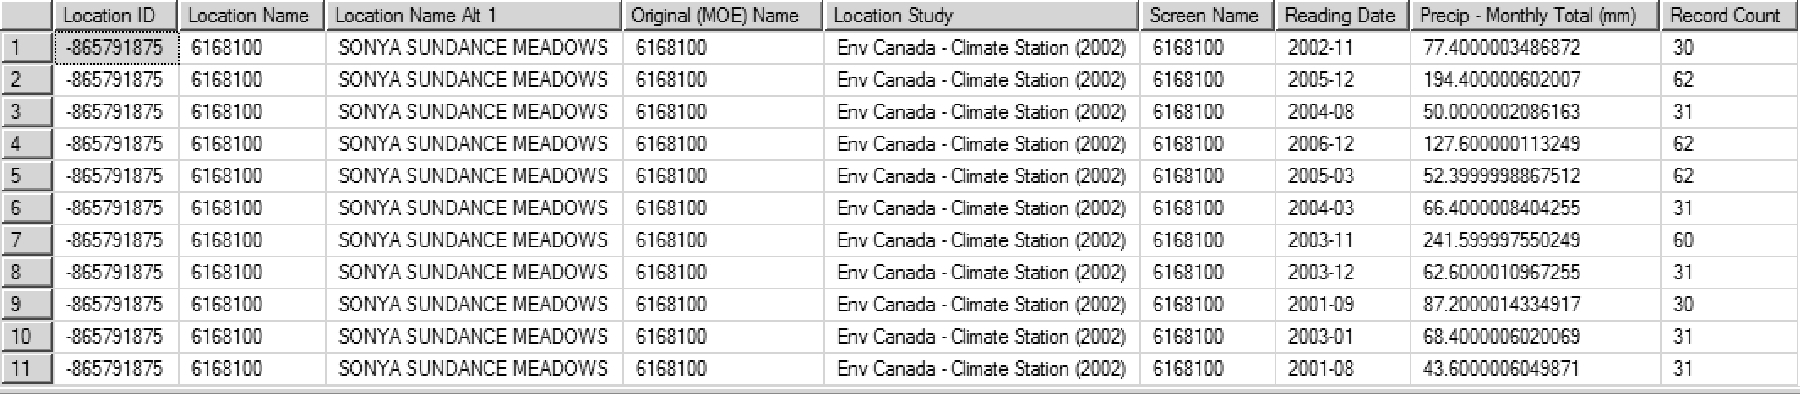 Location ID Location Name Location Name Alt 1 Original (MOE) Name Location Study Screen Name Reading Date Precip - Monthly Total (mm) Record Count
1 -865791875 6168100 SONYA SUNDANCE MEADOWS 6168100 Env Canada - Climate Station (2002) 6168100 2002-11 77.4000003486872 30
2 -865791875 6168100 SONYA SUNDANCE MEADOWS 6168100 Env Canada - Climate Station (2002) 6168100 2005-12 194.400000602007 62
3 -865791875 6168100 SONYA SUNDANCE MEADOWS 6168100 Env Canada - Climate Station (2002) 6168100 2004-08 50.0000002086163 31
4 -865791875 6168100 SONYA SUNDANCE MEADOWS 6168100 Env Canada - Climate Station (2002) 6168100 2006-12 127.600000113249 62
5 -865791875 6168100 SONYA SUNDANCE MEADOWS 6168100 Env Canada - Climate Station (2002) 6168100 2005-03 52.3999998867512 62
6 -865791875 6168100 SONYA SUNDANCE MEADOWS 6168100 Env Canada - Climate Station (2002) 6168100 2004-03 66.4000008404255 31
7 -865791875 6168100 SONYA SUNDANCE MEADOWS 6168100 Env Canada - Climate Station (2002) 6168100 2003-11 241.599997550249 60
8 -865791875 6168100 SONYA SUNDANCE MEADOWS 6168100 Env Canada - Climate Station (2002) 6168100 2003-12 62.6000010967255 31
9 -865791875 6168100 SONYA SUNDANCE MEADOWS 6168100 Env Canada - Climate Station (2002) 6168100 2001-09 87.2000014334917 30
10 -865791875 6168100 SONYA SUNDANCE MEADOWS 6168100 Env Canada - Climate Station (2002) 6168100 2003-01 68.4000006020069 31
11 -865791875 6168100 SONYA SUNDANCE MEADOWS 6168100 Env Canada - Climate Station (2002) 6168100 2001-08 43.6000006049871 31